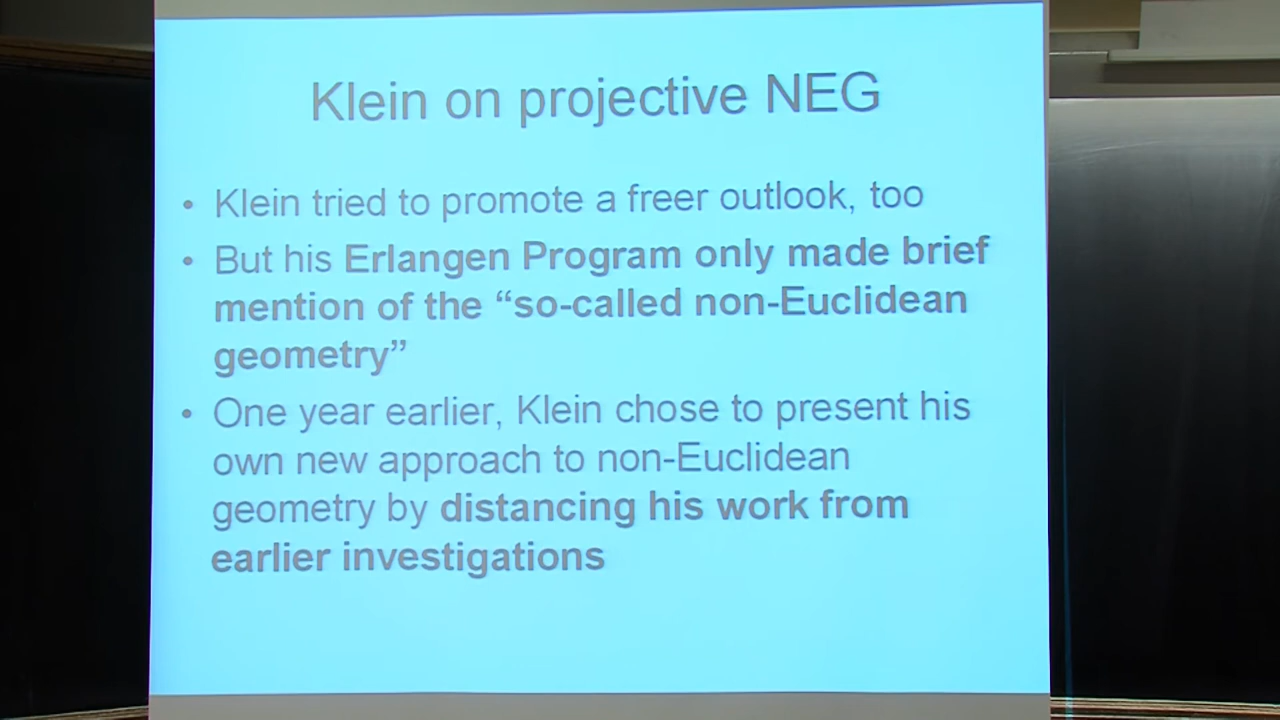 Klein on projective NEG
• Klein tried to promote a freer outlook, too
• But his Erlangen Program only made brief
mention of the “so-called non-Euclidean
geometry”
• One year earlier, Klein chose to present his
own new approach to non-Euclidean
geometry by distancing his work from
earlier investigations